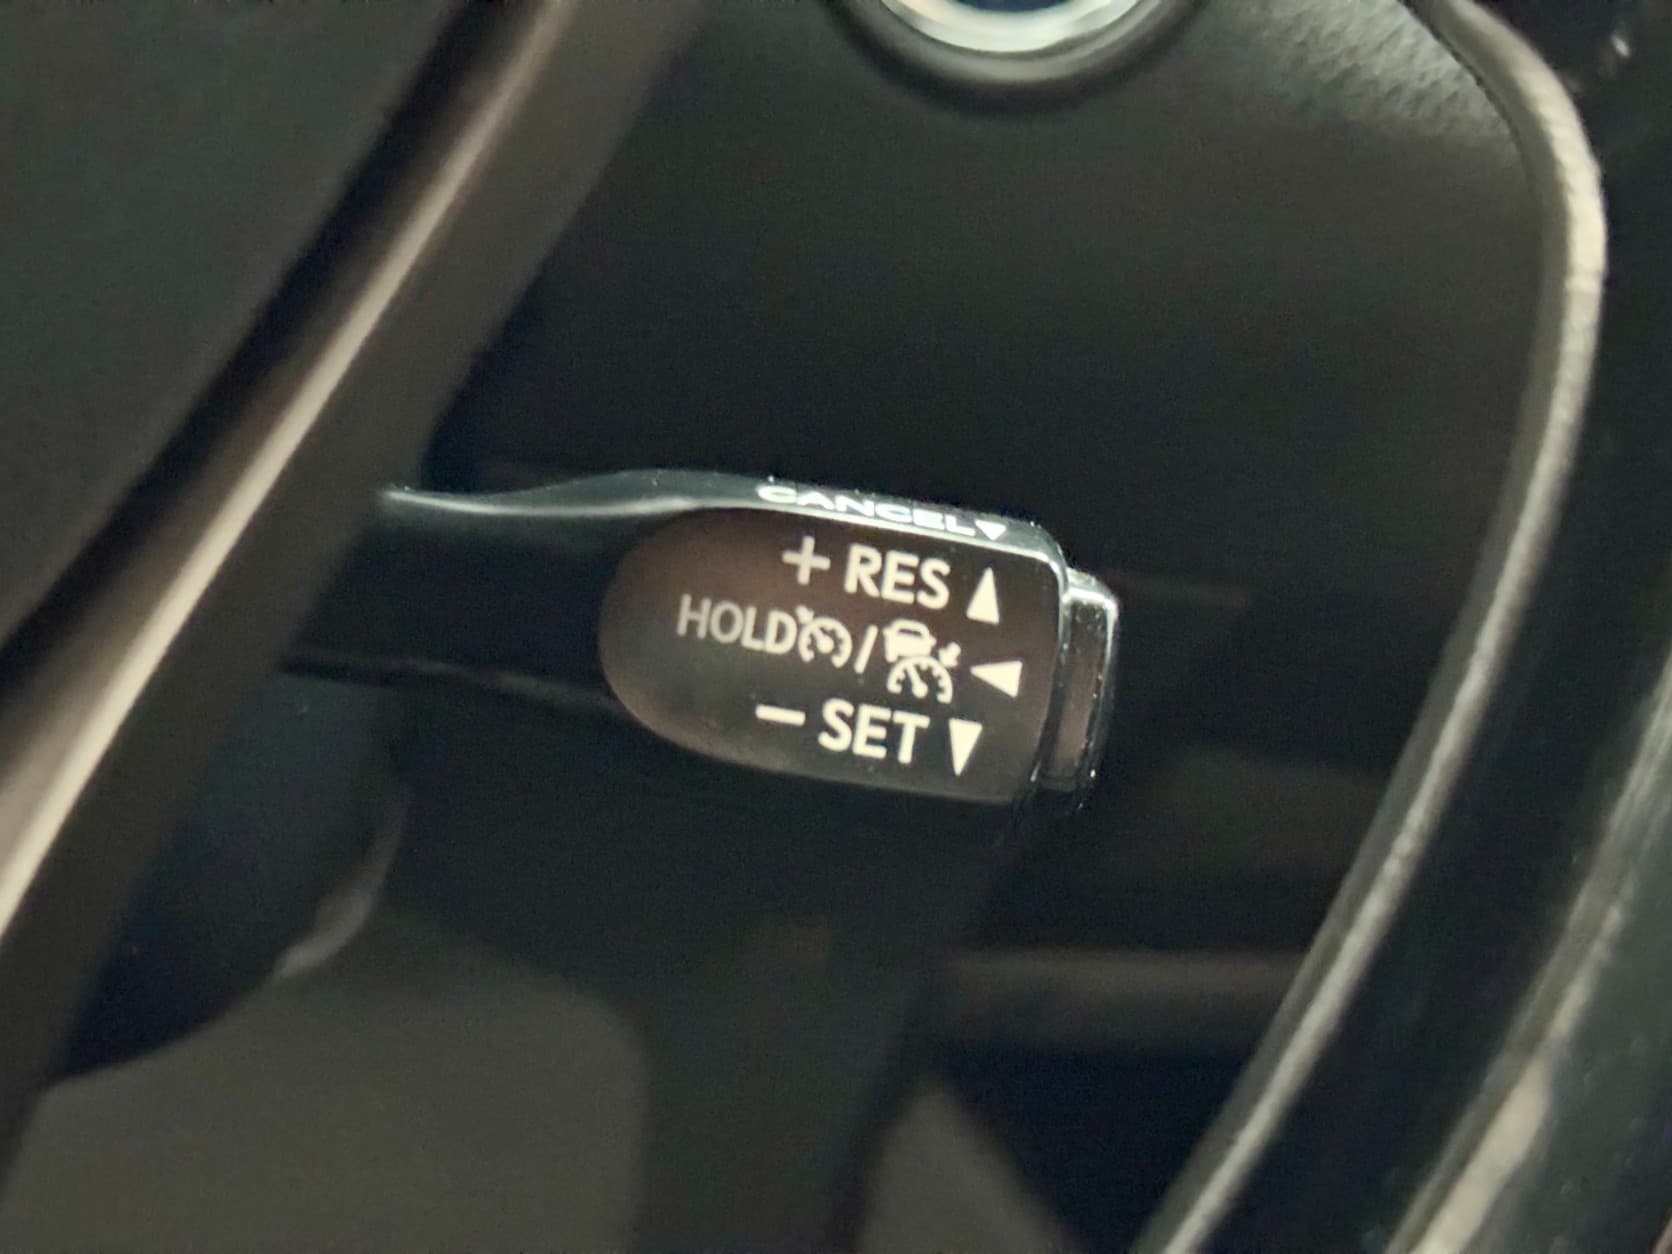 CANCEL▼
+ RES ▲
HOLD / ◀
– SET ▼